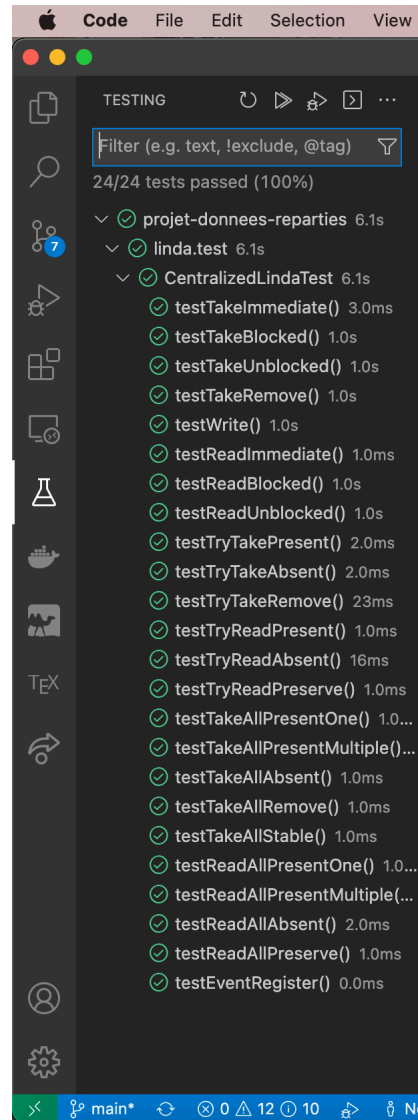 Code File Edit Selection View
TESTING
Filter (e.g. text, !exclude, @tag)
24/24 tests passed (100%)
7
projet-donnees-reparties 6.1s
linda.test 6.1s
CentralizedLindaTest 6.1s
testTakeImmediate() 3.0ms
testTakeBlocked() 1.0s
testTakeUnblocked() 1.0s
testTakeRemove() 1.0s
testWrite() 1.0s
testReadImmediate() 1.0ms
testReadBlocked() 1.0s
testReadUnblocked() 1.0s
testTryTakePresent() 2.0ms
testTryTakeAbsent() 2.0ms
testTryTakeRemove() 23ms
testTryReadPresent() 1.0ms
testTryReadAbsent() 16ms
testTryReadPreserve() 1.0ms
TEX
testTakeAllPresentOne() 1.0...
testTakeAllPresentMultiple()...
testTakeAllAbsent() 1.0ms
testTakeAllRemove() 1.0ms
testTakeAllStable() 1.0ms
testReadAllPresentOne() 1.0...
testReadAllPresentMultiple(...
testReadAllAbsent() 2.0ms
testReadAllPreserve() 1.0ms
testEventRegister() 0.0ms
main* 0 12 10